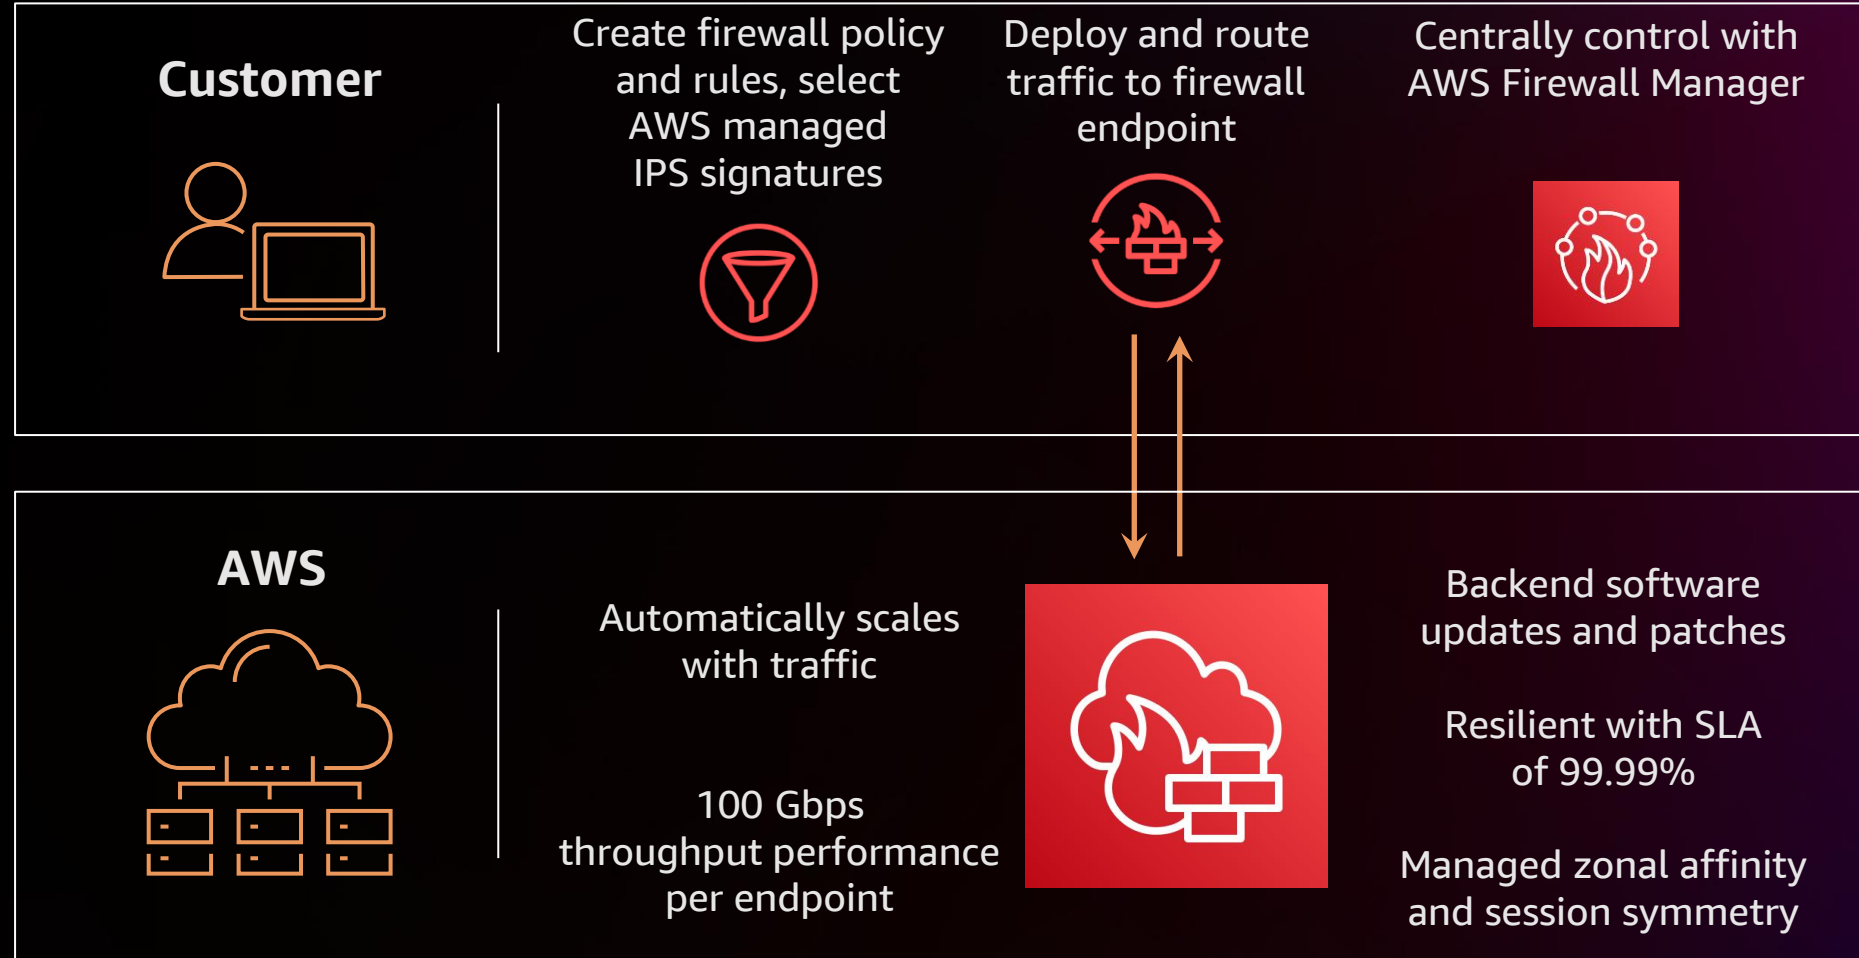 Customer
Create firewall policy
and rules, select
AWS managed
IPS signatures
Deploy and route
traffic to firewall
endpoint
Centrally control with
AWS Firewall Manager
AWS
Automatically scales
with traffic
100 Gbps
throughput performance
per endpoint
Backend software
updates and patches
Resilient with SLA
of 99.99%
Managed zonal affinity
and session symmetry